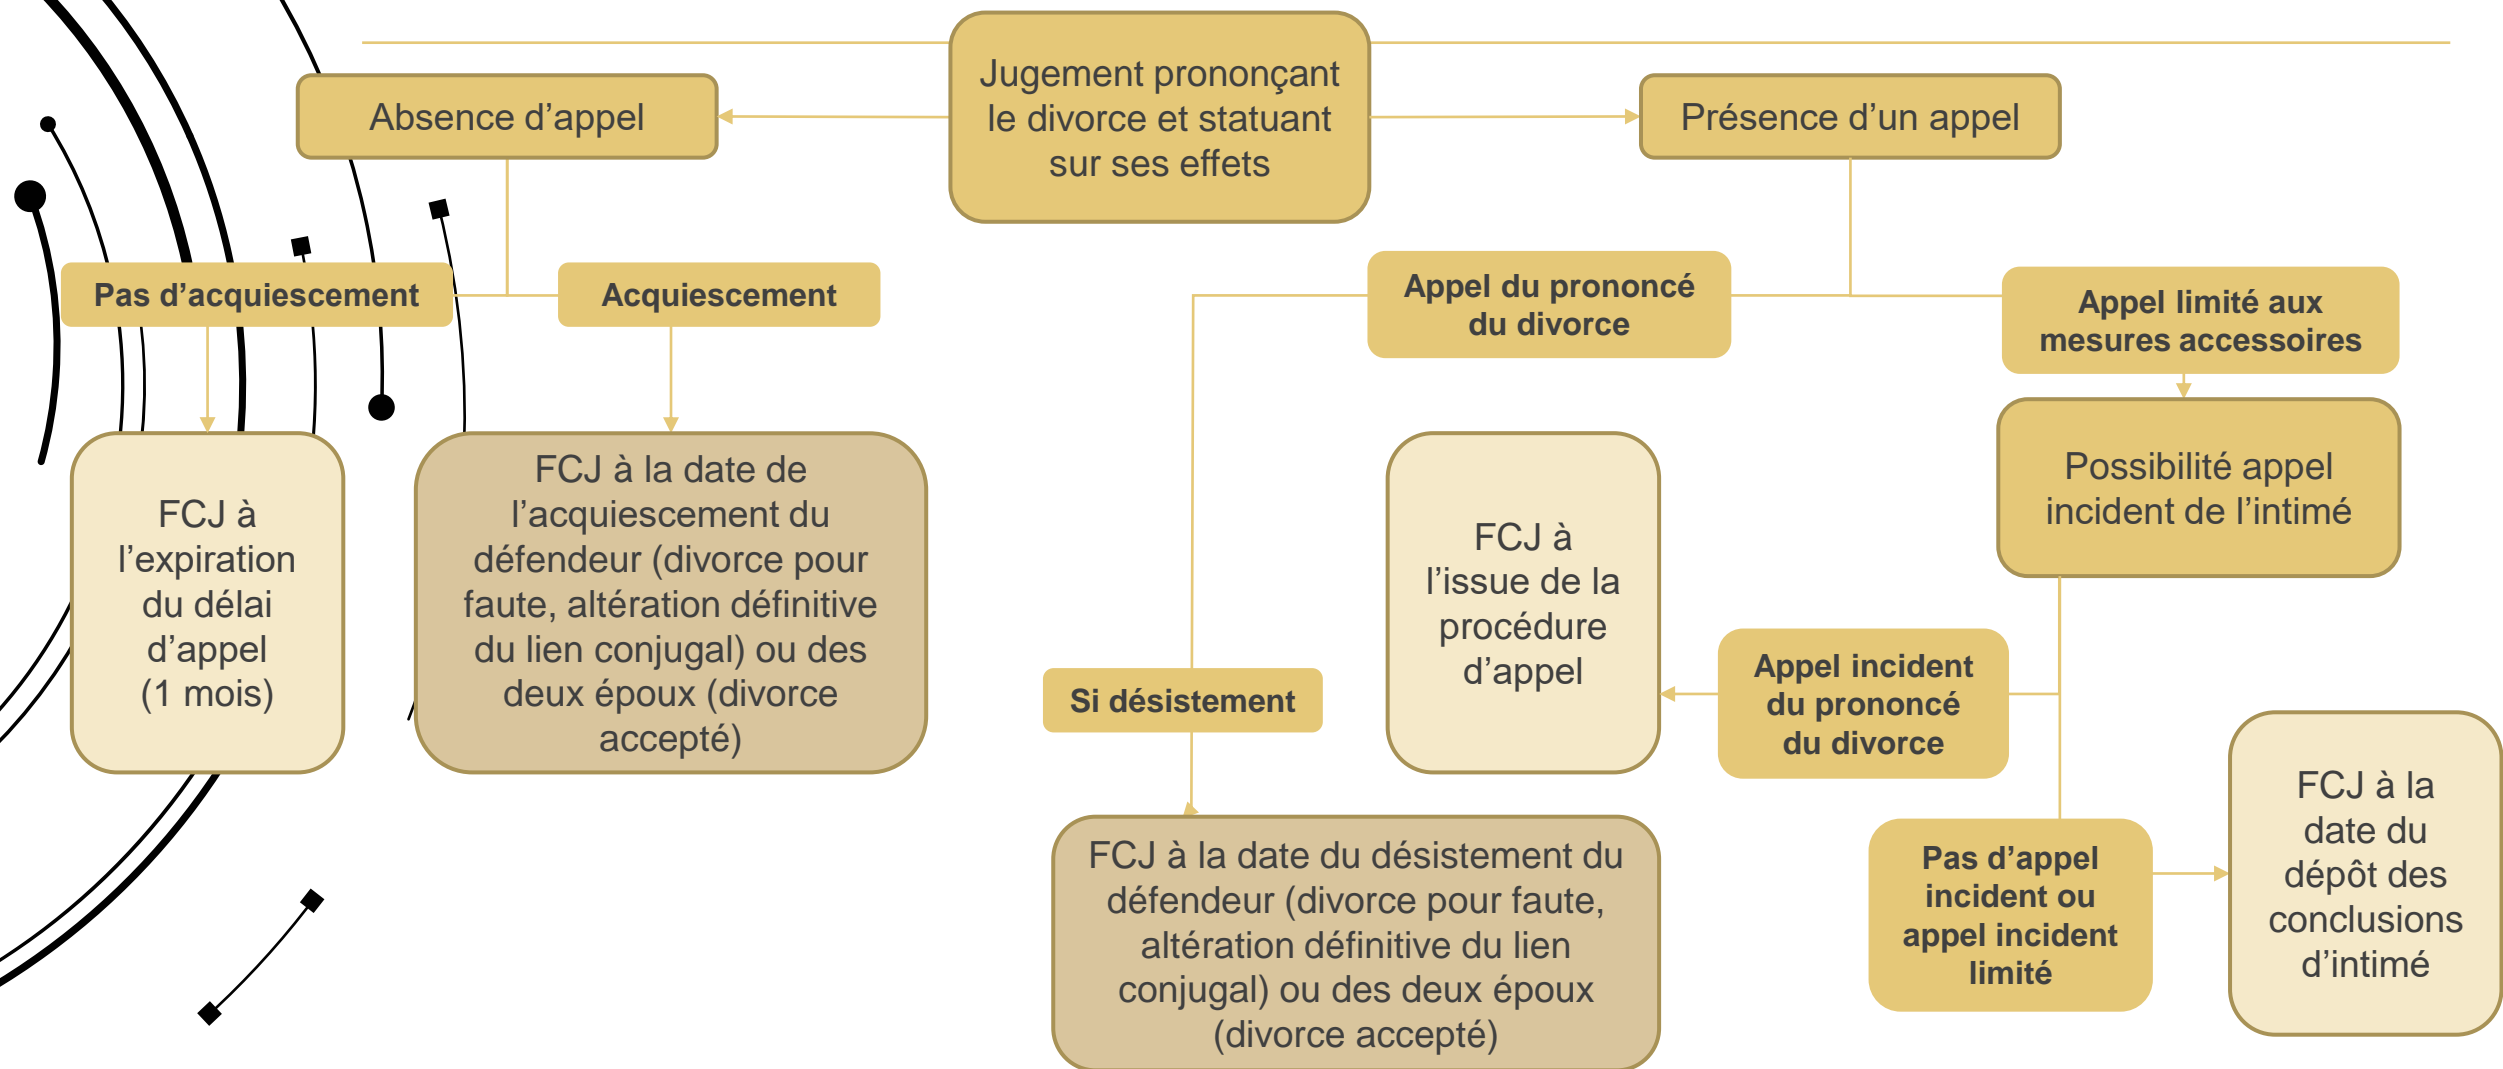 Jugement prononçant
le divorce et statuant
sur ses effets
Absence d’appel
Présence d’un appel
Pas d’acquiescement
Acquiescement
Appel du prononcé
du divorce
Appel limité aux
mesures accessoires
FCJ à
l’expiration
du délai
d’appel
(1 mois)
FCJ à la date de
l’acquiescement du
défendeur (divorce pour
faute, altération définitive
du lien conjugal) ou des
deux époux (divorce
accepté)
FCJ à
l’issue de la
procédure
d’appel
Possibilité appel
incident de l’intimé
Si désistement
Appel incident
du prononcé
du divorce
FCJ à la date du désistement du
défendeur (divorce pour faute,
altération définitive du lien
conjugal) ou des deux époux
(divorce accepté)
Pas d’appel
incident ou
appel incident
limité
FCJ à la
date du
dépôt des
conclusions
d’intimé